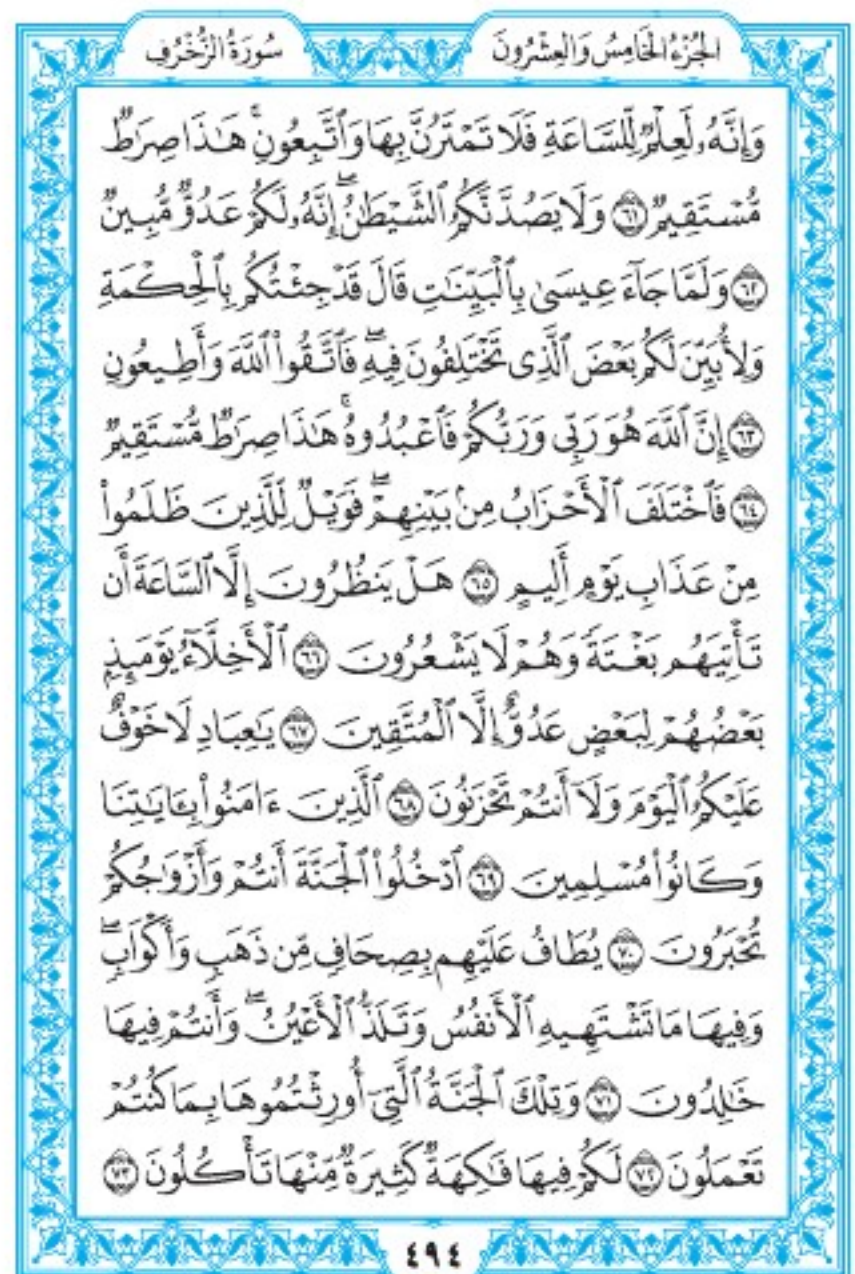 الجُزْءُ الخَامِسُ وَالعِشْرُونَ
سُورَةُ الزُّخْرُفِ
وَإِنَّهُۥ لَعِلْمٌ لِّلسَّاعَةِ فَلَا تَمْتَرُنَّ بِهَا وَٱتَّبِعُونِۚ هَٰذَا صِرَٰطٌ
مُّسْتَقِيمٌ ٦١ وَلَا يَصُدَّنَّكُمُ ٱلشَّيْطَٰنُۖ إِنَّهُۥ لَكُمْ عَدُوٌّ مُّبِينٌ
٦٢ وَلَمَّا جَآءَ عِيسَىٰ بِٱلْبَيِّنَٰتِ قَالَ قَدْ جِئْتُكُم بِٱلْحِكْمَةِ
وَلِأُبَيِّنَ لَكُم بَعْضَ ٱلَّذِى تَخْتَلِفُونَ فِيهِۖ فَٱتَّقُوا۟ ٱللَّهَ وَأَطِيعُونِ
٦٣ إِنَّ ٱللَّهَ هُوَ رَبِّى وَرَبُّكُمْ فَٱعْبُدُوهُۚ هَٰذَا صِرَٰطٌ مُّسْتَقِيمٌ
٦٤ فَٱخْتَلَفَ ٱلْأَحْزَابُ مِنۢ بَيْنِهِمْۖ فَوَيْلٌ لِّلَّذِينَ ظَلَمُوا۟
مِنْ عَذَابِ يَوْمٍ أَلِيمٍ ٦٥ هَلْ يَنظُرُونَ إِلَّا ٱلسَّاعَةَ أَن
تَأْتِيَهُم بَغْتَةً وَهُمْ لَا يَشْعُرُونَ ٦٦ ٱلْأَخِلَّآءُ يَوْمَئِذٍۭ
بَعْضُهُمْ لِبَعْضٍ عَدُوٌّ إِلَّا ٱلْمُتَّقِينَ ٦٧ يَٰعِبَادِ لَا خَوْفٌ
عَلَيْكُمُ ٱلْيَوْمَ وَلَآ أَنتُمْ تَحْزَنُونَ ٦٨ ٱلَّذِينَ ءَامَنُوا۟ بِـَٔايَٰتِنَا
وَكَانُوا۟ مُسْلِمِينَ ٦٩ ٱدْخُلُوا۟ ٱلْجَنَّةَ أَنتُمْ وَأَزْوَٰجُكُمْ
تُحْبَرُونَ ٧٠ يُطَافُ عَلَيْهِم بِصِحَافٍ مِّن ذَهَبٍ وَأَكْوَابٍۖ
وَفِيهَا مَا تَشْتَهِيهِ ٱلْأَنفُسُ وَتَلَذُّ ٱلْأَعْيُنُۖ وَأَنتُمْ فِيهَا
خَٰلِدُونَ ٧١ وَتِلْكَ ٱلْجَنَّةُ ٱلَّتِىٓ أُورِثْتُمُوهَا بِمَا كُنتُمْ
تَعْمَلُونَ ٧٢ لَكُمْ فِيهَا فَٰكِهَةٌ كَثِيرَةٌ مِّنْهَا تَأْكُلُونَ ٧٣
٤٩٤